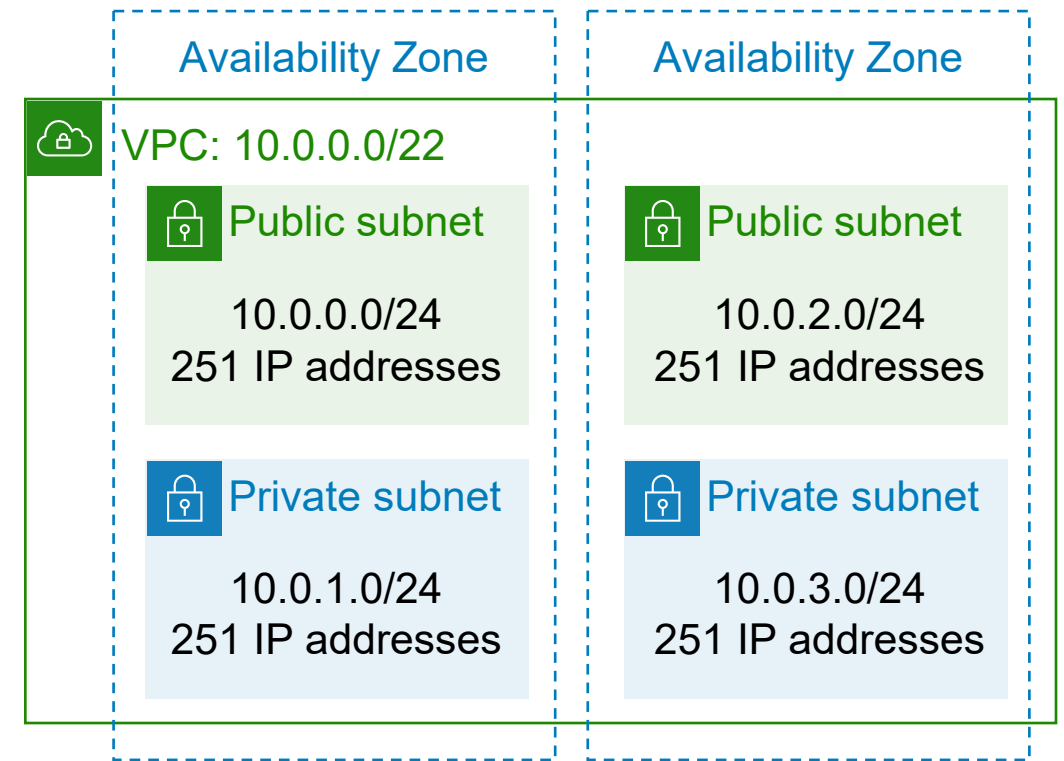 Availability Zone
Availability Zone
VPC: 10.0.0.0/22
Public subnet
10.0.0.0/24
251 IP addresses
Public subnet
10.0.2.0/24
251 IP addresses
Private subnet
10.0.1.0/24
251 IP addresses
Private subnet
10.0.3.0/24
251 IP addresses